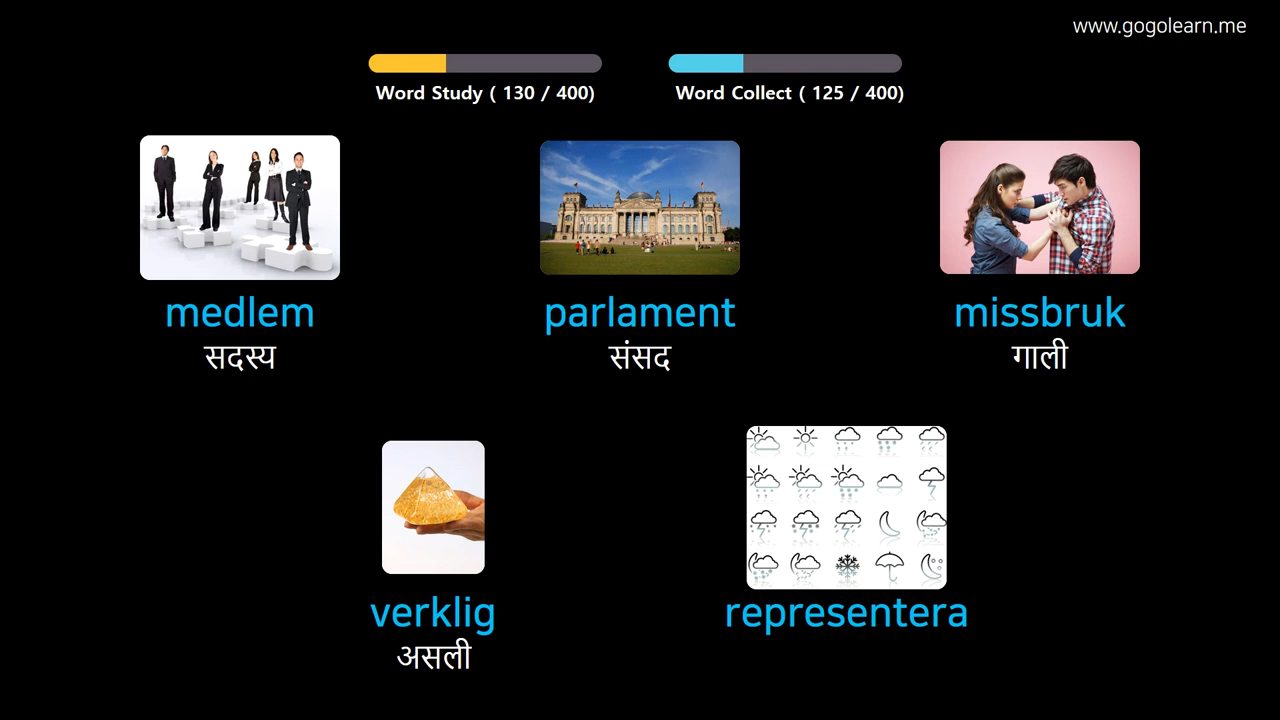 www.gogolearn.me
Word Study ( 130 / 400)
Word Collect ( 125 / 400)
medlem
सदस्य
parlament
संसद
missbruk
गाली
verklig
असली
representera